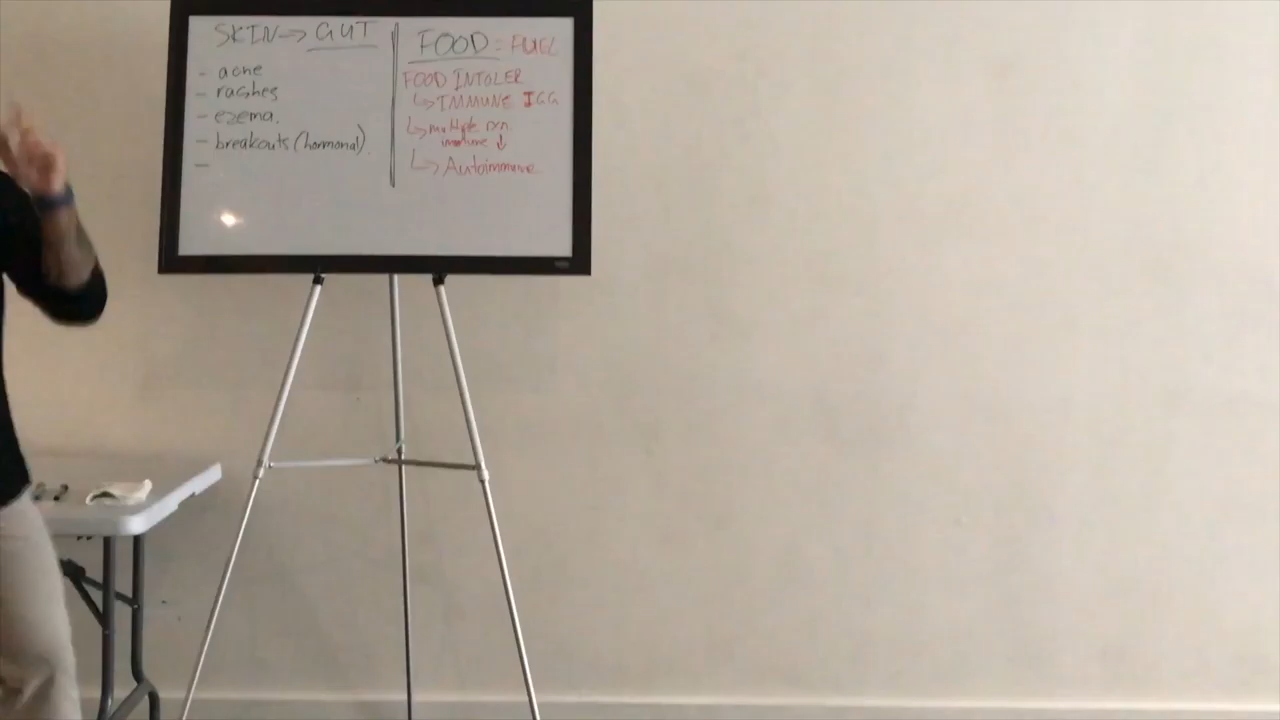 SKIN → GUT
- acne
- rashes
- ezema.
- breakouts (hormonal).
-
FOOD = FUEL
FOOD INTOLER
↳ IMMUNE IGG
↳ multiple rxn.
immune ↓
↳ Autoimmune